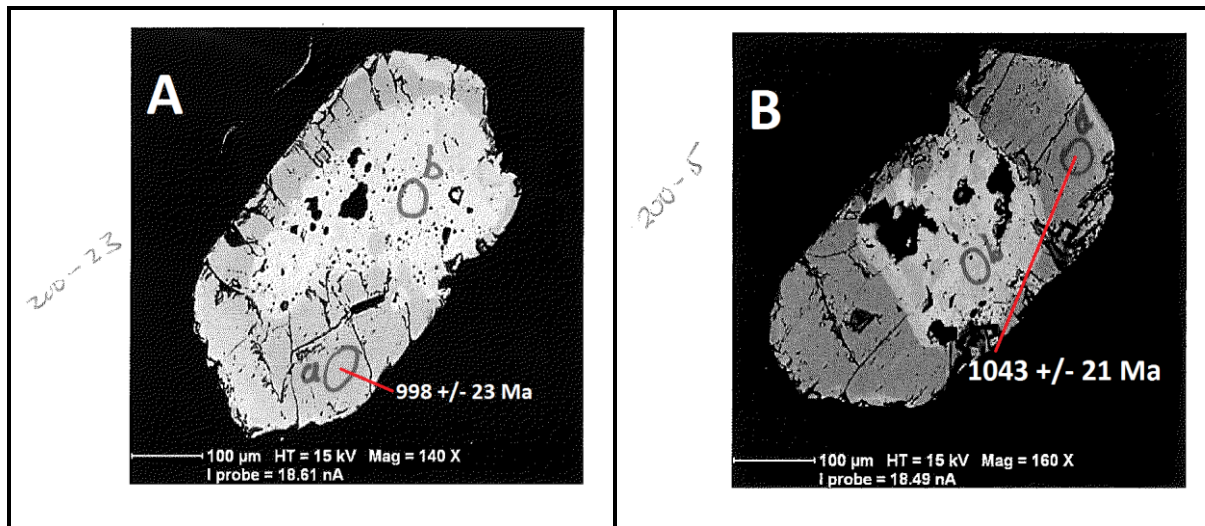 A
b
200-23
a
998 +/- 23 Ma
100 µm HT = 15 kV Mag = 140 X
I probe = 18.61 nA
B
a
200-5
b
1043 +/- 21 Ma
100 µm HT = 15 kV Mag = 160 X
I probe = 18.49 nA